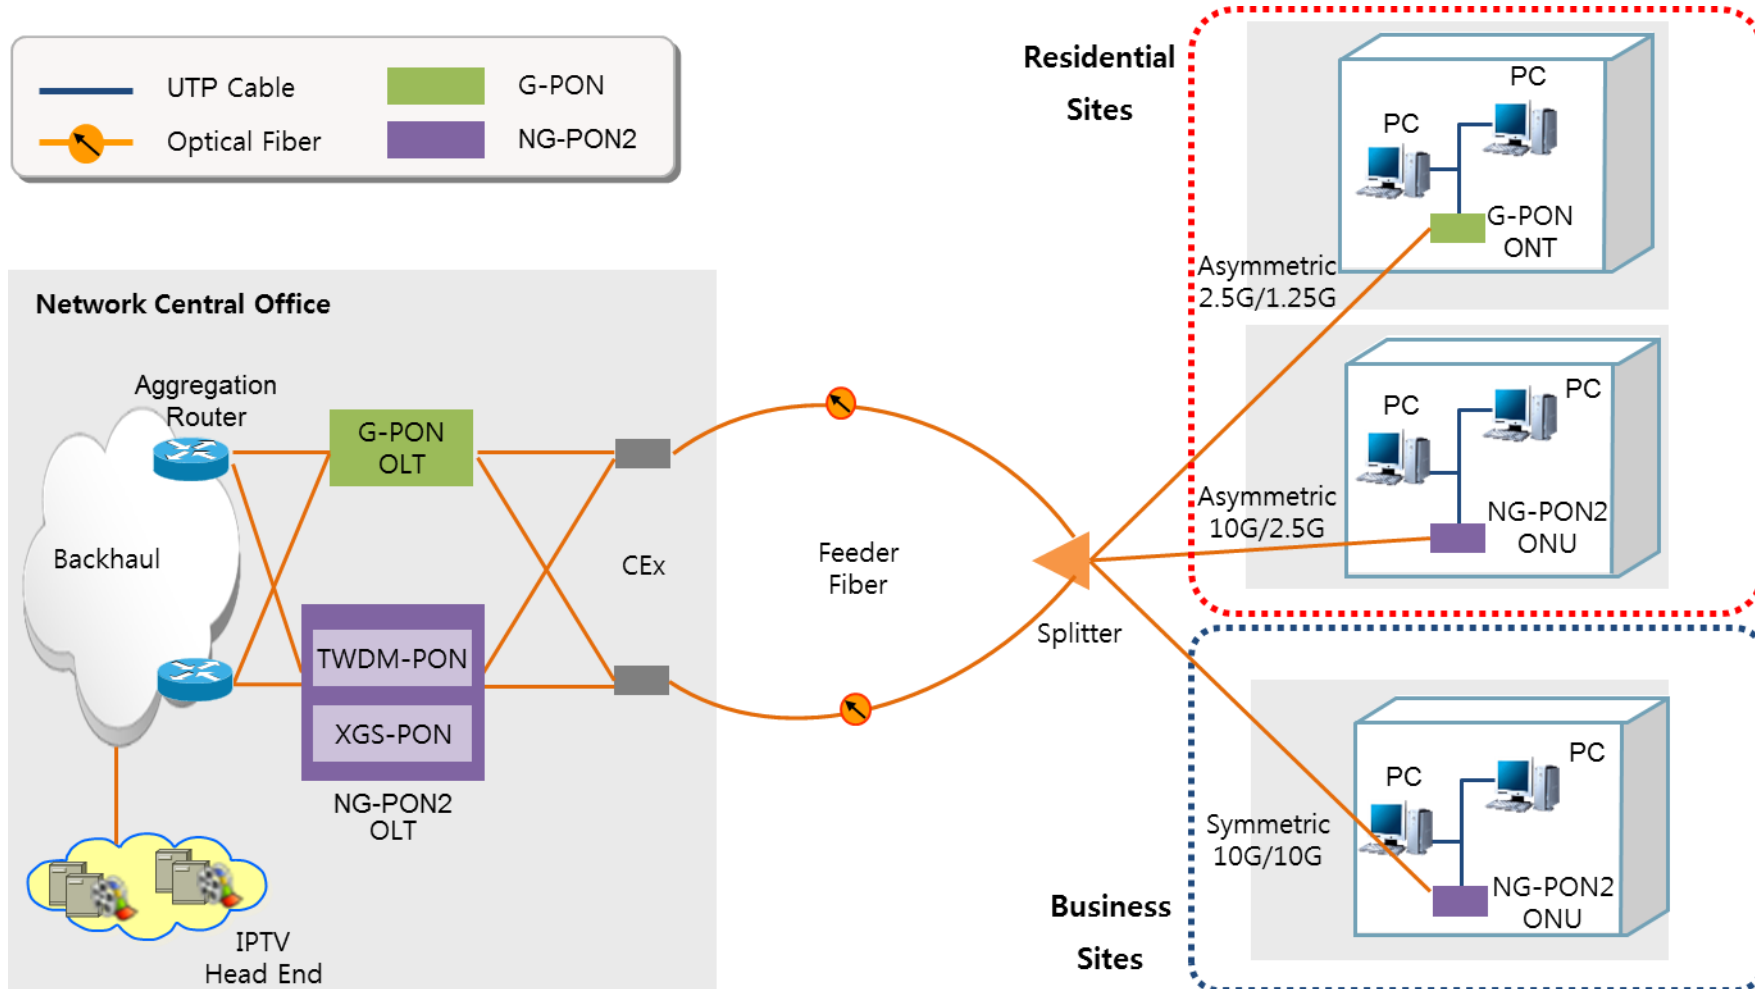 UTP Cable
Optical Fiber
G-PON
NG-PON2
Residential
Sites
PC
PC
G-PON
ONT
Asymmetric
2.5G/1.25G
PC
PC
NG-PON2
ONU
Asymmetric
10G/2.5G
Network Central Office
Aggregation
Router
G-PON
OLT
Backhaul
CEx
Feeder
Fiber
Splitter
TWDM-PON
XGS-PON
NG-PON2
OLT
IPTV
Head End
PC
PC
Symmetric
10G/10G
NG-PON2
ONU
Business
Sites